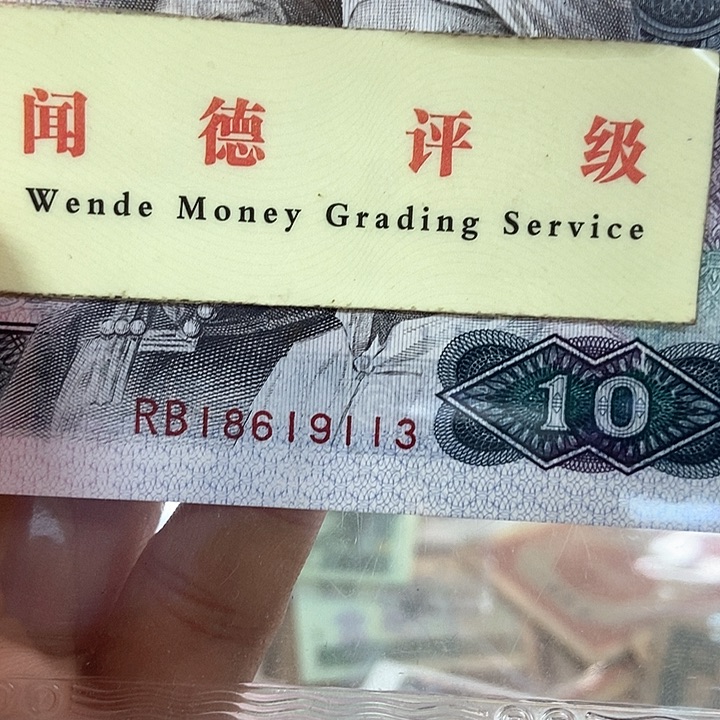 闻德评级
Wende Money Grading Service
RB18619113
10